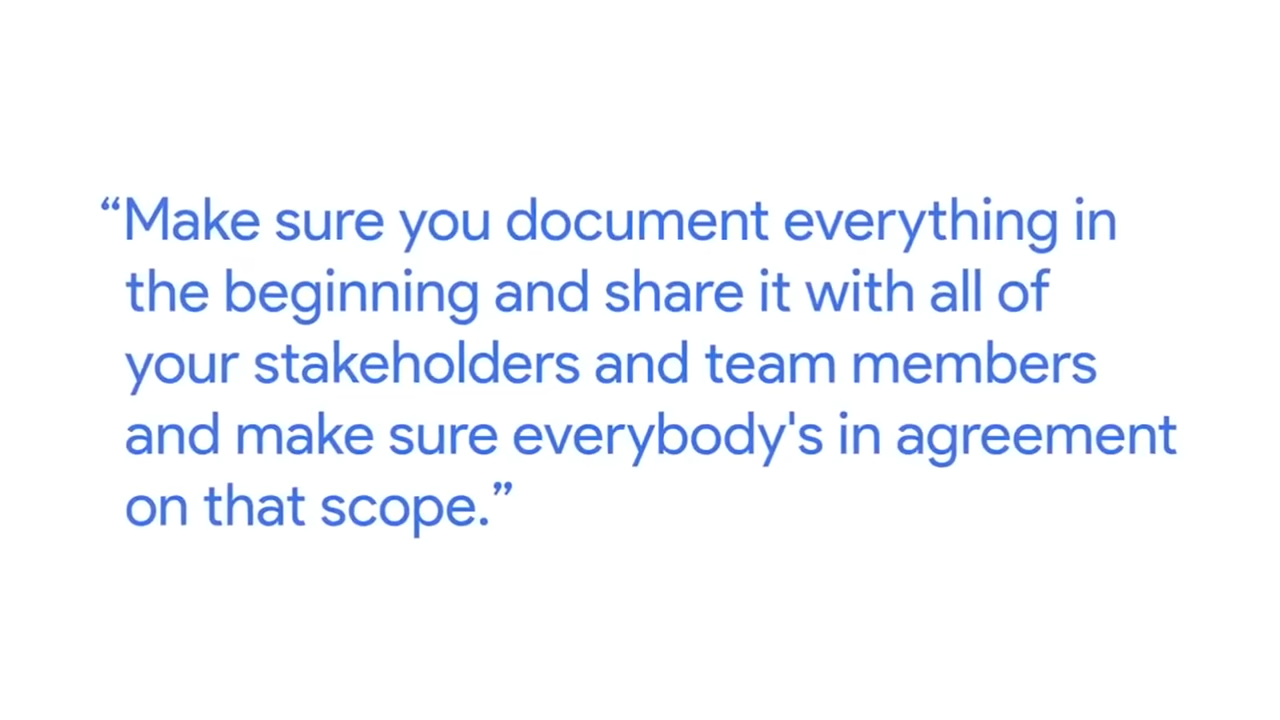 “Make sure you document everything in
the beginning and share it with all of
your stakeholders and team members
and make sure everybody's in agreement
on that scope.”